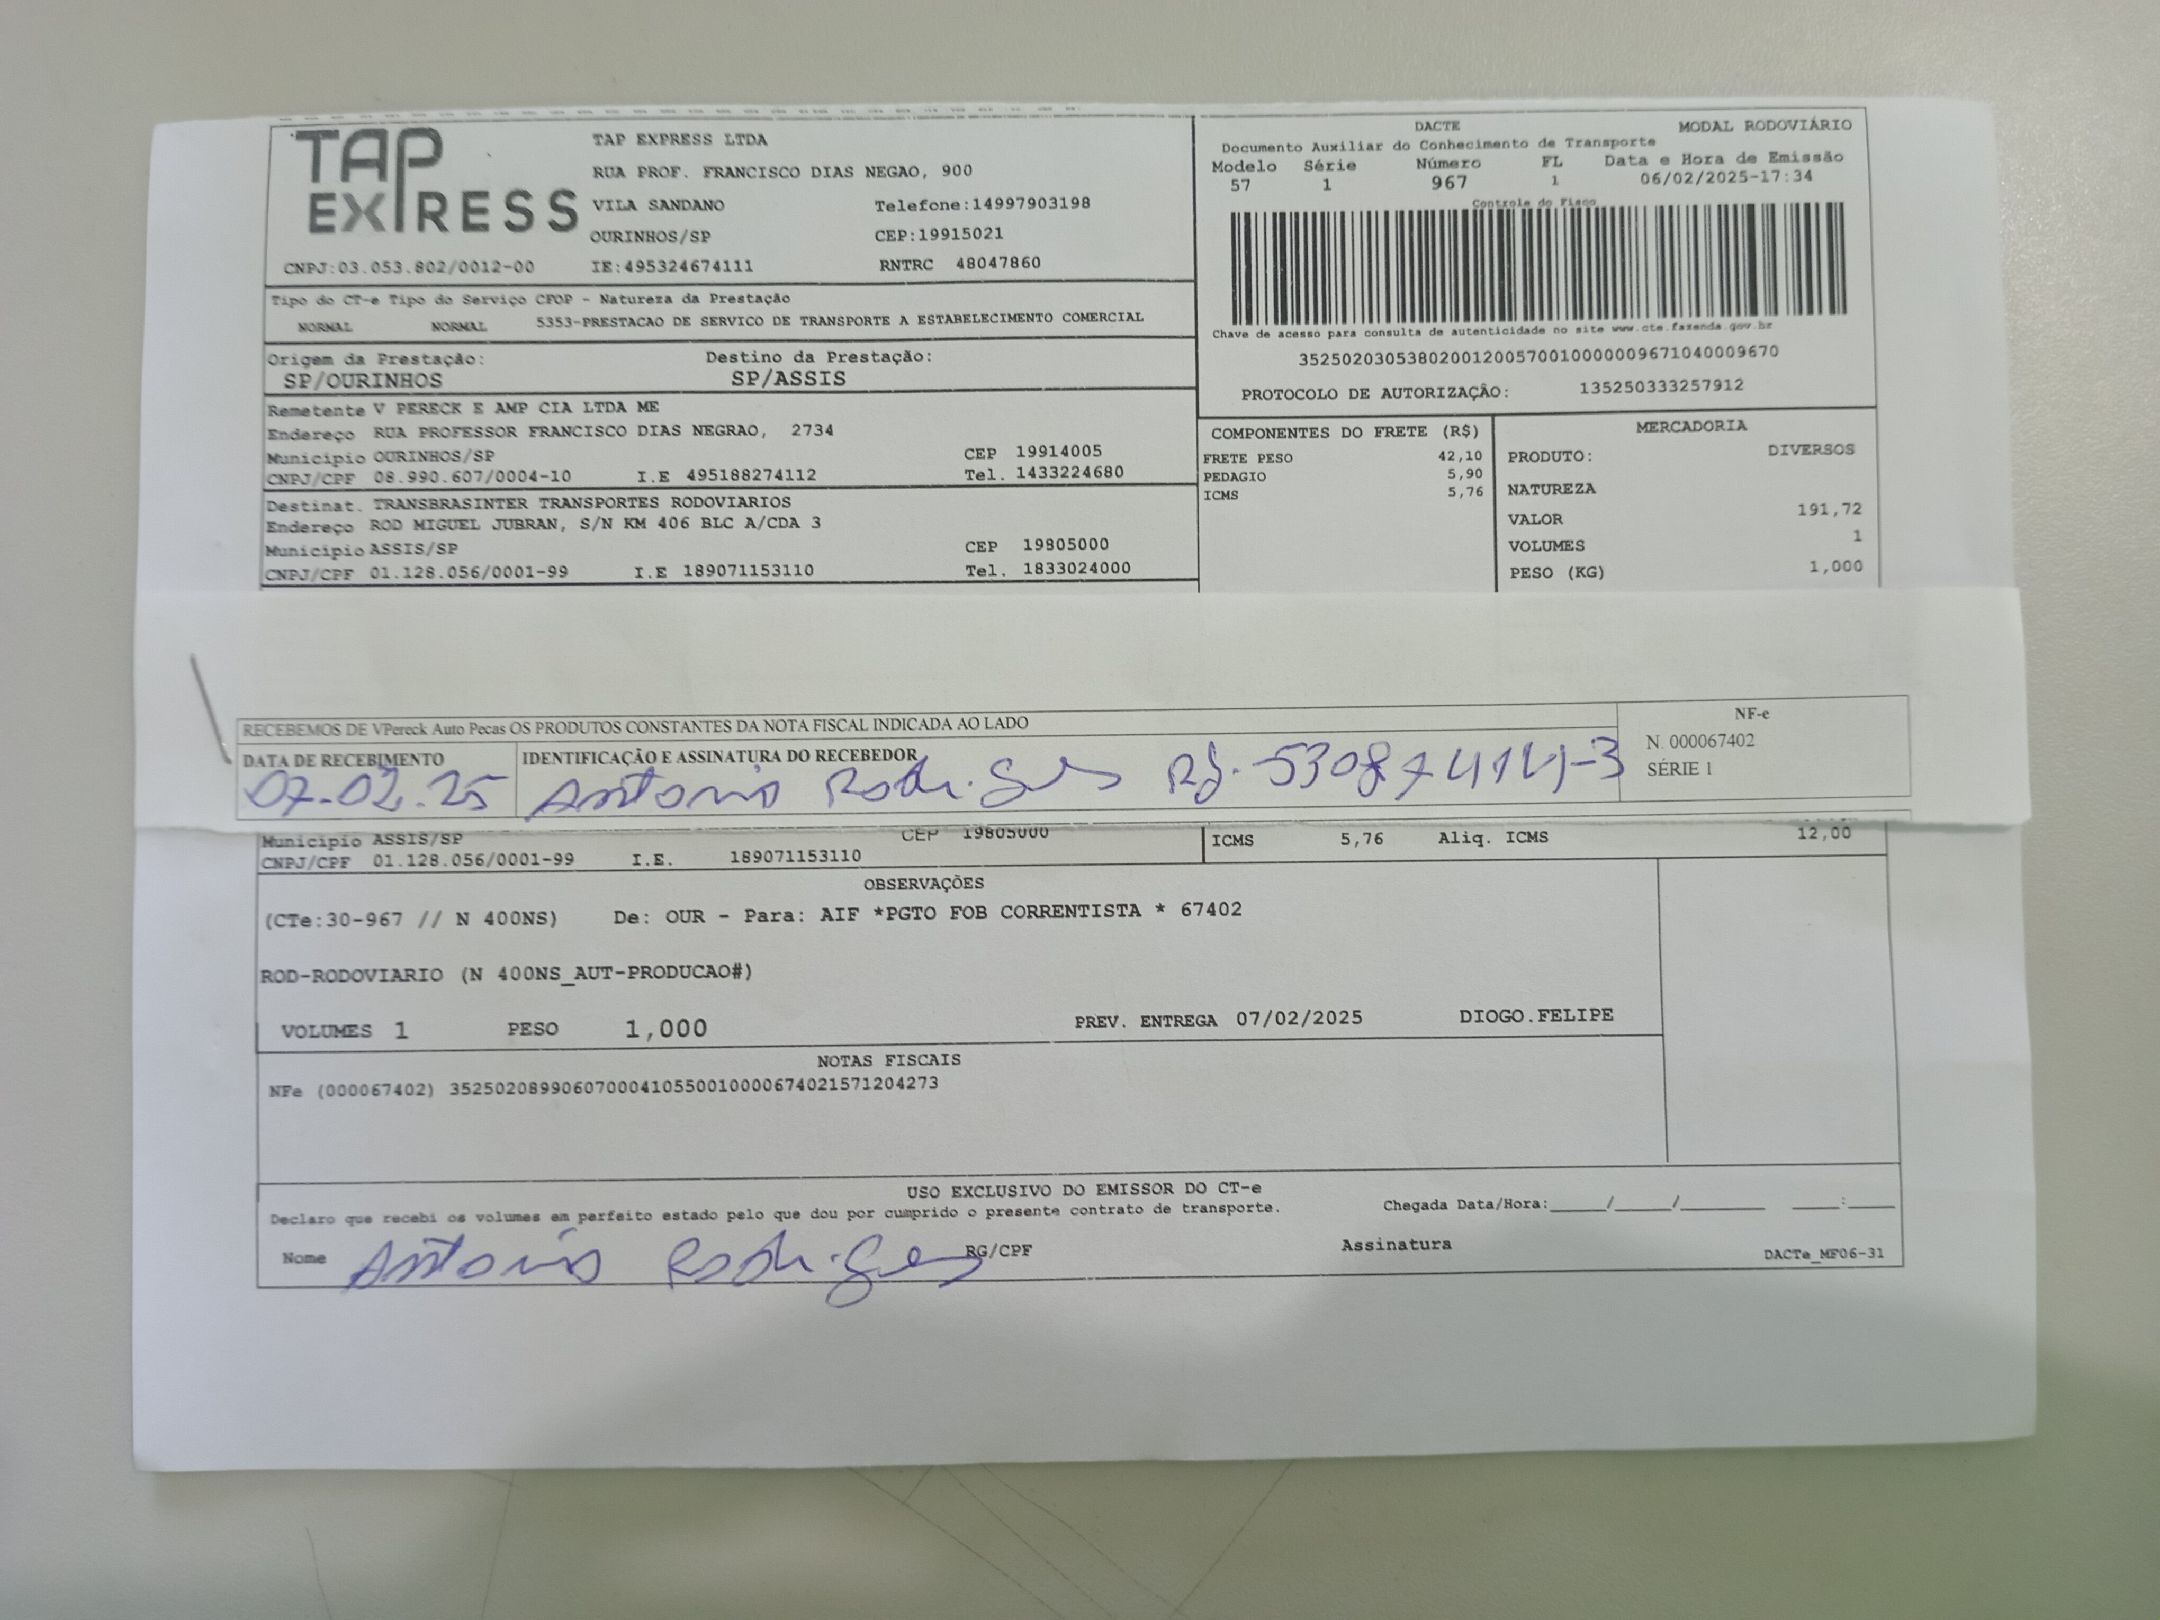 TAP
EXPRESS
TAP EXPRESS LTDA
RUA PROF. FRANCISCO DIAS NEGAO, 900
VILA SANDANO Telefone:14997903198
OURINHOS/SP CEP:19915021
CNPJ:03.053.802/0012-00 IE:495324674111 RNTRC 48047860
DACTE MODAL RODOVIÁRIO
Documento Auxiliar do Conhecimento de Transporte
Modelo Série Número FL Data e Hora de Emissão
57 1 967 1 06/02/2025-17:34
Controle do Fisco
Chave de acesso para consulta de autenticidade no site www.cte.fazenda.gov.br
35250203053802001200570010000009671040009670
PROTOCOLO DE AUTORIZAÇÃO: 135250333257912
Tipo do CT-e Tipo do Serviço CFOP - Natureza da Prestação
NORMAL NORMAL 5353-PRESTACAO DE SERVICO DE TRANSPORTE A ESTABELECIMENTO COMERCIAL
Origem da Prestação: Destino da Prestação:
SP/OURINHOS SP/ASSIS
Remetente V PERECK E AMP CIA LTDA ME
Endereço RUA PROFESSOR FRANCISCO DIAS NEGRAO, 2734
Município OURINHOS/SP CEP 19914005
CNPJ/CPF 08.990.607/0004-10 I.E 495188274112 Tel. 1433224680
Destinat. TRANSBRASINTER TRANSPORTES RODOVIARIOS
Endereço ROD MIGUEL JUBRAN, S/N KM 406 BLC A/CDA 3
Município ASSIS/SP CEP 19805000
CNPJ/CPF 01.128.056/0001-99 I.E 189071153110 Tel. 1833024000
COMPONENTES DO FRETE (R$)
FRETE PESO 42,10
PEDAGIO 5,90
ICMS 5,76
MERCADORIA
PRODUTO: DIVERSOS
NATUREZA
VALOR 191,72
VOLUMES 1
PESO (KG) 1,000
RECEBEMOS DE VPereck Auto Pecas OS PRODUTOS CONSTANTES DA NOTA FISCAL INDICADA AO LADO
DATA DE RECEBIMENTO IDENTIFICAÇÃO E ASSINATURA DO RECEBEDOR
07.02.25 Antonio Rodrigues
NF-e
N. 000067402
SÉRIE 1
Município ASSIS/SP CEP 19805000
CNPJ/CPF 01.128.056/0001-99 I.E. 189071153110
ICMS 5,76 Aliq. ICMS 12,00
OBSERVAÇÕES
(CTe:30-967 // N 400NS) De: OUR - Para: AIF *PGTO FOB CORRENTISTA * 67402
ROD-RODOVIARIO (N 400NS_AUT-PRODUCAO#)
VOLUMES 1 PESO 1,000 PREV. ENTREGA 07/02/2025 DIOGO.FELIPE
NOTAS FISCAIS
NFe (000067402) 35250208990607000410550010000674021571204273
USO EXCLUSIVO DO EMISSOR DO CT-e
Declaro que recebi os volumes em perfeito estado pelo que dou por cumprido o presente contrato de transporte. Chegada Data/Hora:_____/_____/________ ____:____
Nome Antonio Rodrigues RG/CPF Assinatura DACTe_MF06-31